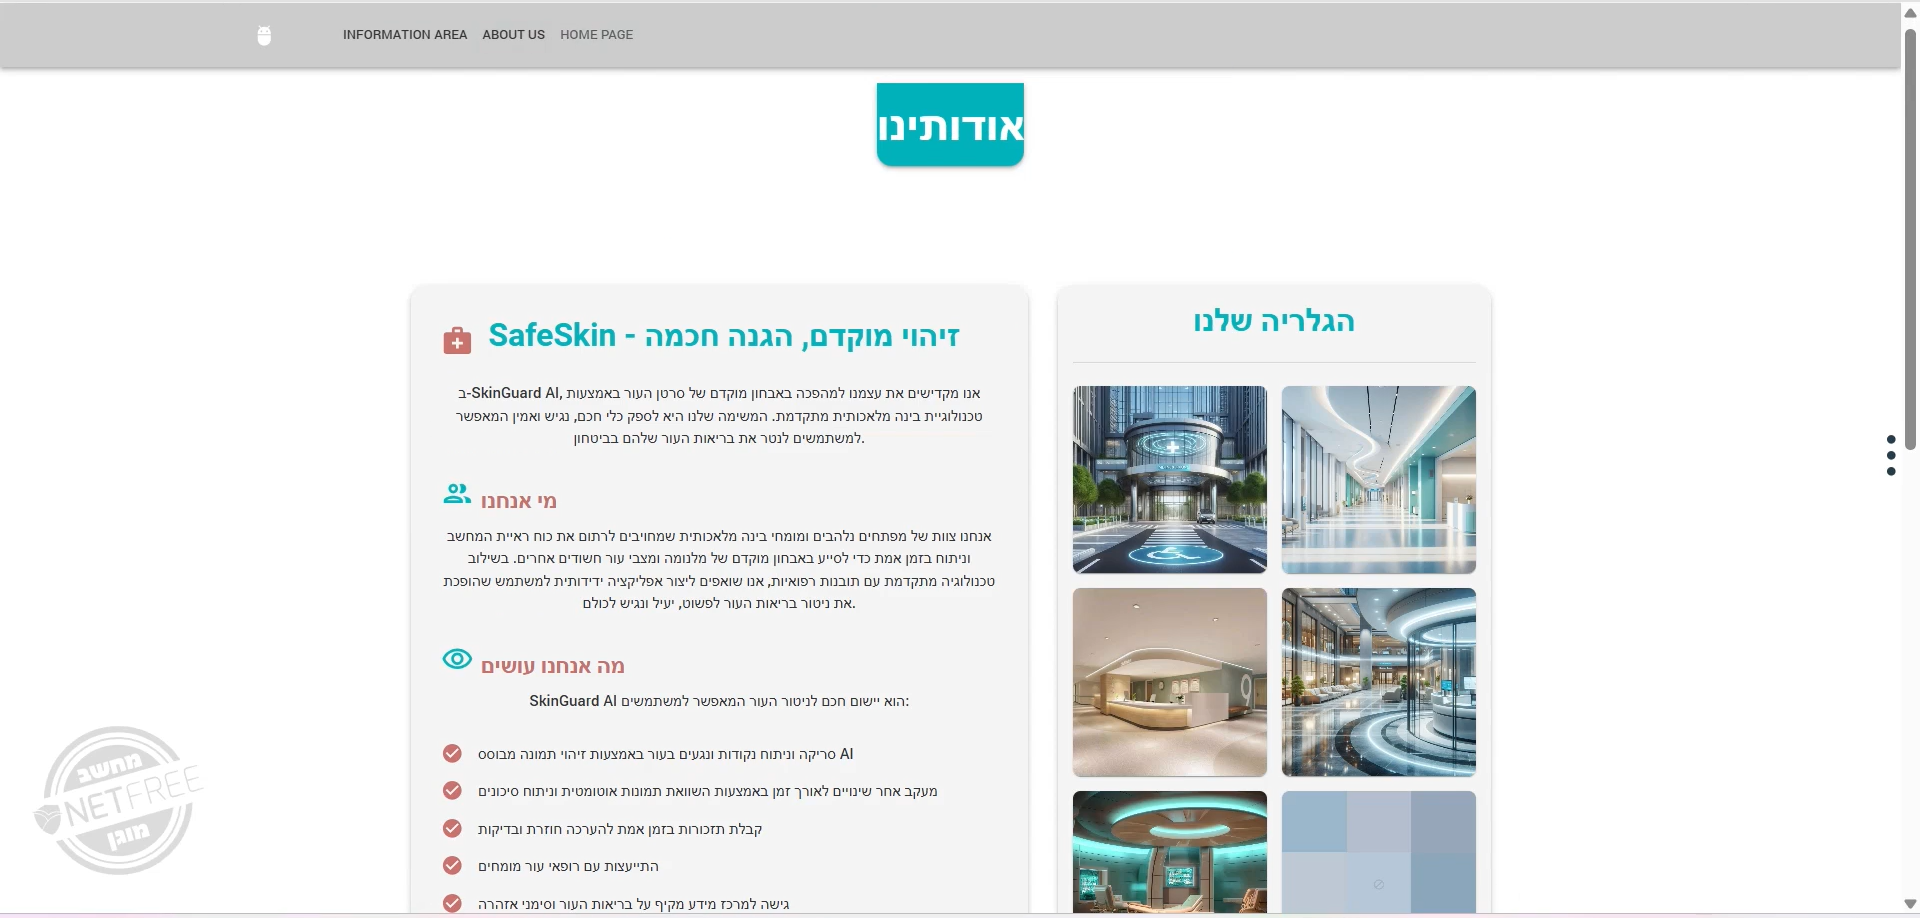 INFORMATION AREA ABOUT US HOME PAGE
אודותינו
SafeSkin - זיהוי מוקדם, הגנה חכמה
ב-SkinGuard AI, אנו מקדישים את עצמנו למהפכה באבחון מוקדם של סרטן העור באמצעות
טכנולוגיית בינה מלאכותית מתקדמת. המשימה שלנו היא לספק כלי חכם, נגיש ואמין המאפשר
למשתמשים לנטר את בריאות העור שלהם בביטחון.
מי אנחנו
אנחנו צוות של מפתחים נלהבים ומומחי בינה מלאכותית שמחויבים לרתום את כוח ראיית המחשב
וניתוח בזמן אמת כדי לסייע באבחון מוקדם של מלנומה ומצבי עור חשודים אחרים. בשילוב
טכנולוגיה מתקדמת עם תובנות רפואיות, אנו שואפים ליצור אפליקציה ידידותית למשתמש שהופכת
את ניטור בריאות העור לפשוט, יעיל ונגיש לכולם.
מה אנחנו עושים
SkinGuard AI הוא יישום חכם לניטור העור המאפשר למשתמשים:
סריקה וניתוח נקודות ונגעים בעור באמצעות זיהוי תמונה מבוסס AI
מעקב אחר שינויים לאורך זמן באמצעות השוואת תמונות אוטומטית וניתוח סיכונים
קבלת תזכורות בזמן אמת להערכה חוזרת ובדיקות
התייעצות עם רופאי עור מומחים
גישה למרכז מידע מקיף על בריאות העור וסימני אזהרה
הגלריה שלנו
מחשב
NETFREE
מוגן